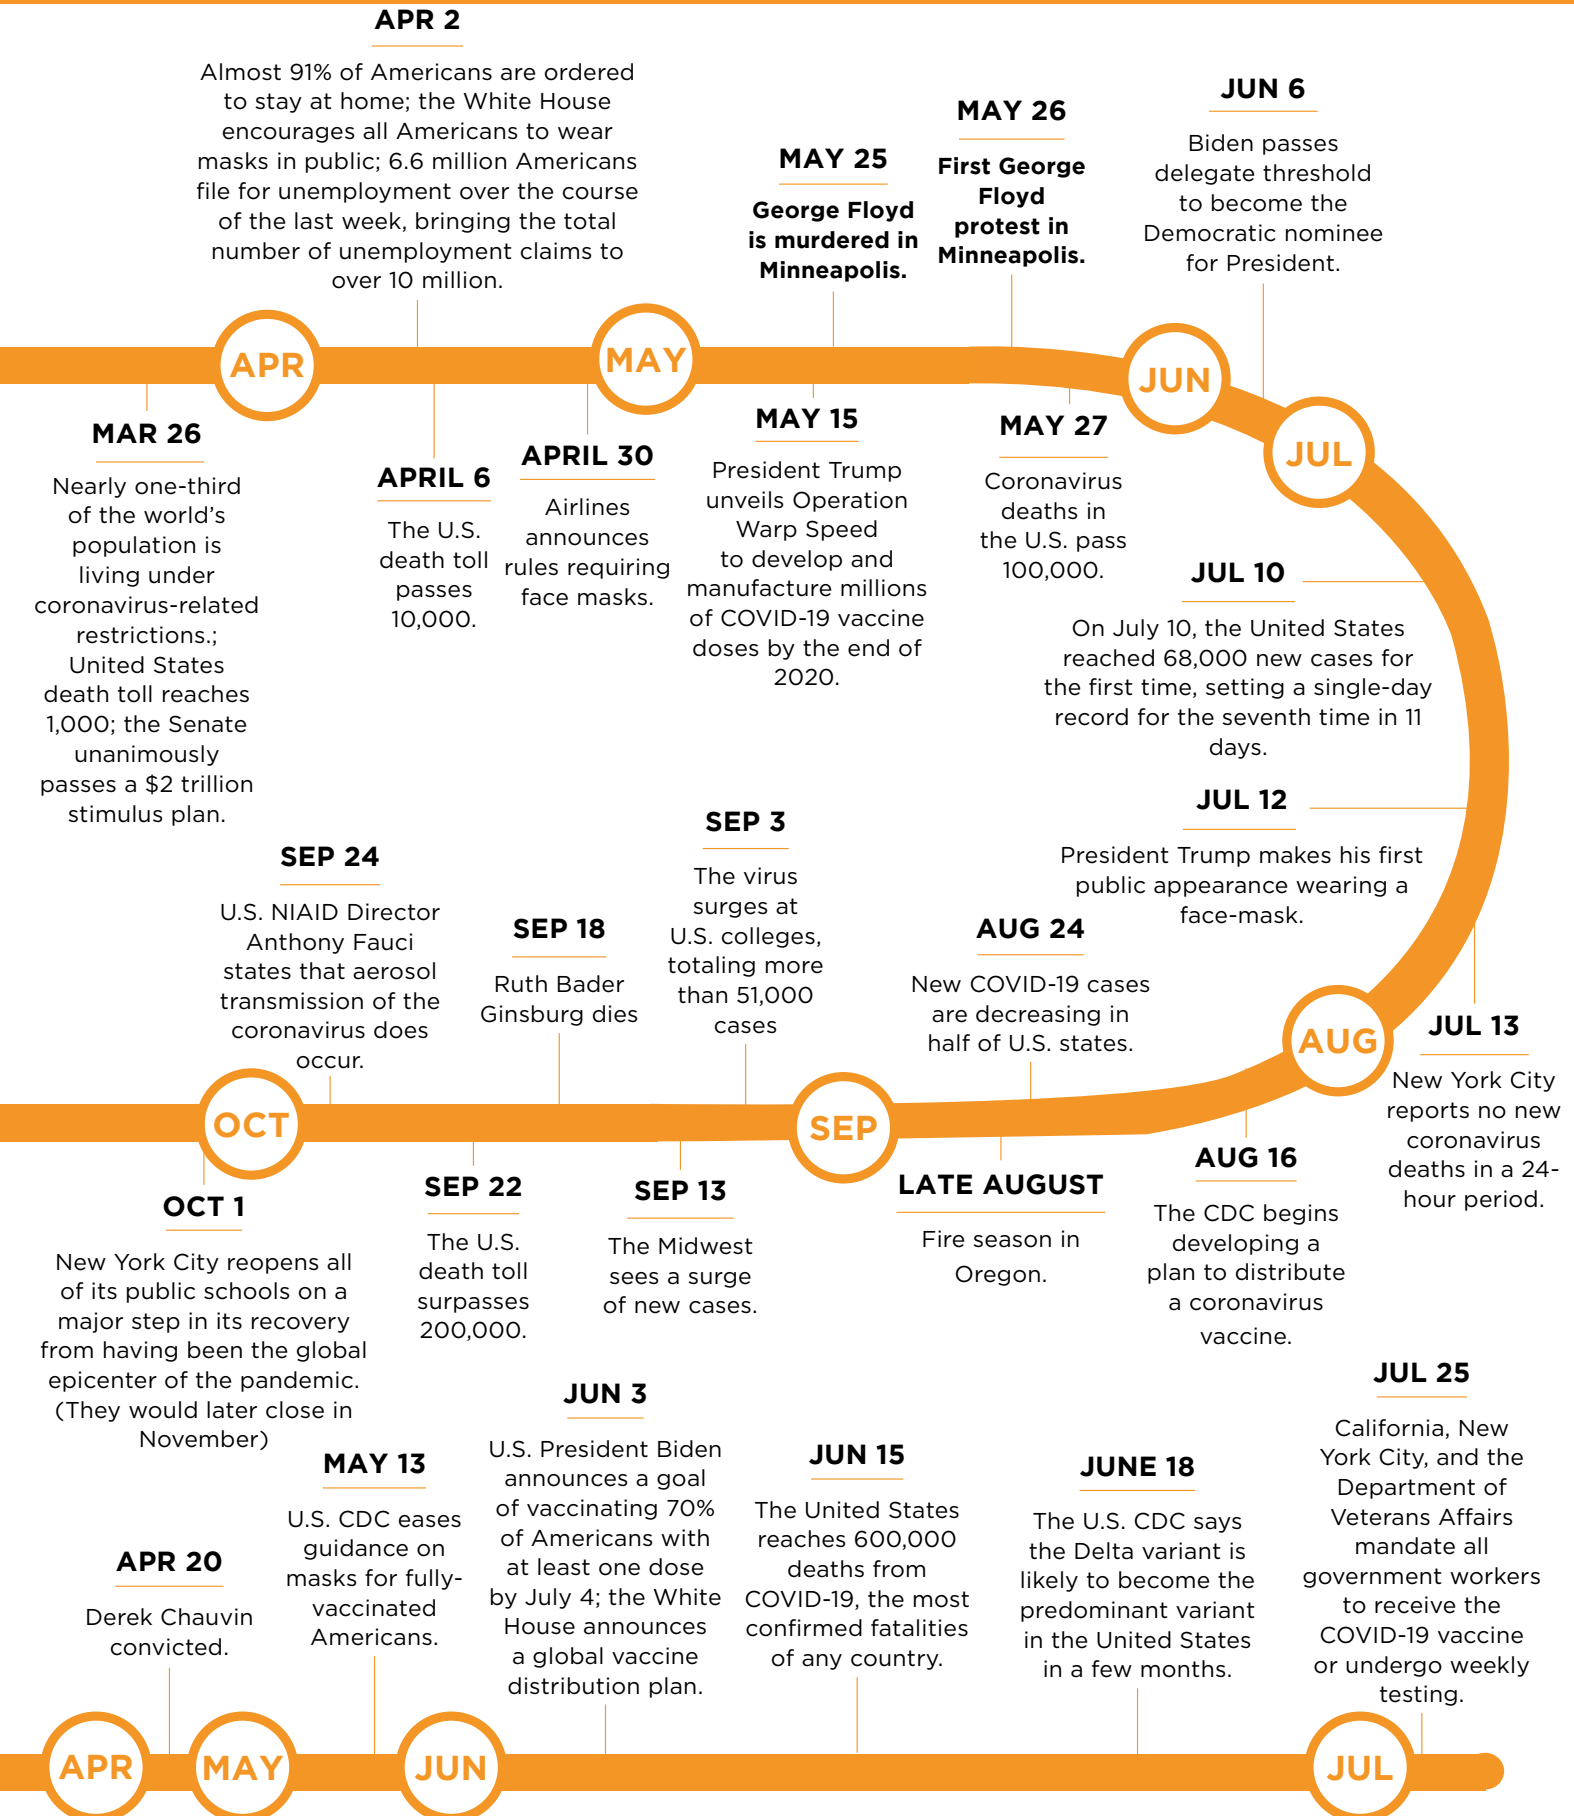 APR 2
Almost 91% of Americans are ordered
to stay at home; the White House
encourages all Americans to wear
masks in public; 6.6 million Americans
file for unemployment over the course
of the last week, bringing the total
number of unemployment claims to
over 10 million.
MAY 25
George Floyd
is murdered in
Minneapolis.
MAY 26
First George
Floyd
protest in
Minneapolis.
JUN 6
Biden passes
delegate threshold
to become the
Democratic nominee
for President.
APR
MAY
JUN
JUL
MAR 26
Nearly one-third
of the world's
population is
living under
coronavirus-related
restrictions.;
United States
death toll reaches
1,000; the Senate
unanimously
passes a $2 trillion
stimulus plan.
APRIL 6
The U.S.
death toll
passes
10,000.
APRIL 30
Airlines
announces
rules requiring
face masks.
MAY 15
President Trump
unveils Operation
Warp Speed
to develop and
manufacture millions
of COVID-19 vaccine
doses by the end of
2020.
MAY 27
Coronavirus
deaths in
the U.S. pass
100,000.
JUL 10
On July 10, the United States
reached 68,000 new cases for
the first time, setting a single-day
record for the seventh time in 11
days.
JUL 12
President Trump makes his first
public appearance wearing a
face-mask.
JUL 13
New York City
reports no new
coronavirus
deaths in a 24-
hour period.
AUG
AUG 16
The CDC begins
developing a
plan to distribute
a coronavirus
vaccine.
AUG 24
New COVID-19 cases
are decreasing in
half of U.S. states.
LATE AUGUST
Fire season in
Oregon.
SEP
SEP 3
The virus
surges at
U.S. colleges,
totaling more
than 51,000
cases
SEP 13
The Midwest
sees a surge
of new cases.
SEP 18
Ruth Bader
Ginsburg dies
SEP 22
The U.S.
death toll
surpasses
200,000.
SEP 24
U.S. NIAID Director
Anthony Fauci
states that aerosol
transmission of the
coronavirus does
occur.
OCT
OCT 1
New York City reopens all
of its public schools on a
major step in its recovery
from having been the global
epicenter of the pandemic.
(They would later close in
November)
APR 20
Derek Chauvin
convicted.
MAY 13
U.S. CDC eases
guidance on
masks for fully-
vaccinated
Americans.
JUN 3
U.S. President Biden
announces a goal
of vaccinating 70%
of Americans with
at least one dose
by July 4; the White
House announces
a global vaccine
distribution plan.
JUN 15
The United States
reaches 600,000
deaths from
COVID-19, the most
confirmed fatalities
of any country.
JUNE 18
The U.S. CDC says
the Delta variant is
likely to become the
predominant variant
in the United States
in a few months.
JUL 25
California, New
York City, and the
Department of
Veterans Affairs
mandate all
government workers
to receive the
COVID-19 vaccine
or undergo weekly
testing.
APR
MAY
JUN
JUL